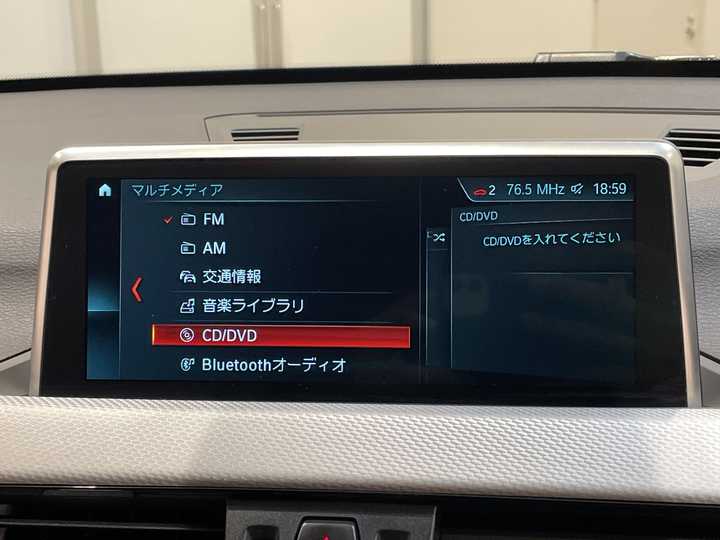 マルチメディア
2 76.5 MHz 18:59
FM
AM
交通情報
音楽ライブラリ
CD/DVD
Bluetoothオーディオ
CD/DVD
CD/DVDを入れてください